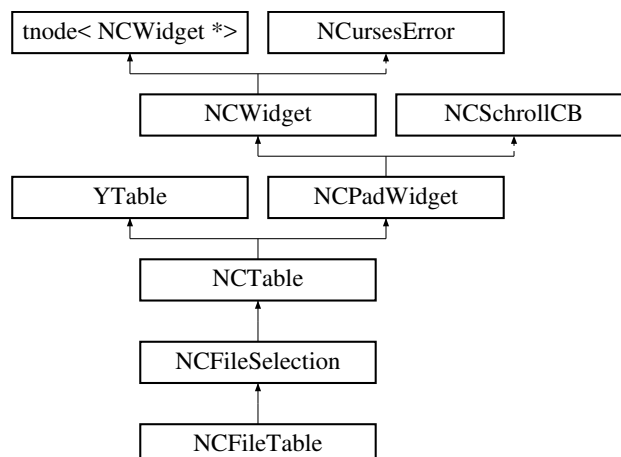 tnode< NCWidget *>
NCursesError
NCWidget
NCSchrollCB
YTable
NCPadWidget
NCTable
NCFileSelection
NCFileTable